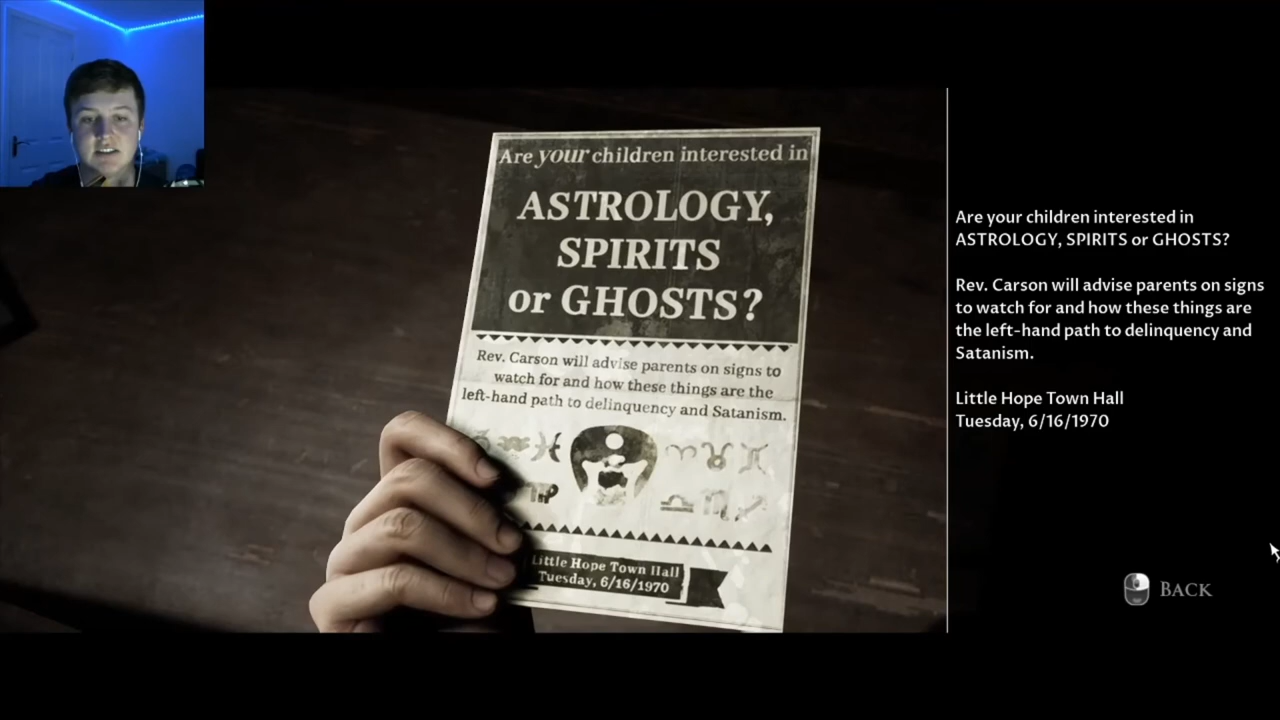 Are your children interested in
ASTROLOGY,
SPIRITS
or GHOSTS?
Rev. Carson will advise parents on signs to
watch for and how these things are the
left-hand path to delinquency and Satanism.
Little Hope Town Hall
Tuesday, 6/16/1970
Are your children interested in
ASTROLOGY, SPIRITS or GHOSTS?
Rev. Carson will advise parents on signs
to watch for and how these things are
the left-hand path to delinquency and
Satanism.
Little Hope Town Hall
Tuesday, 6/16/1970
BACK